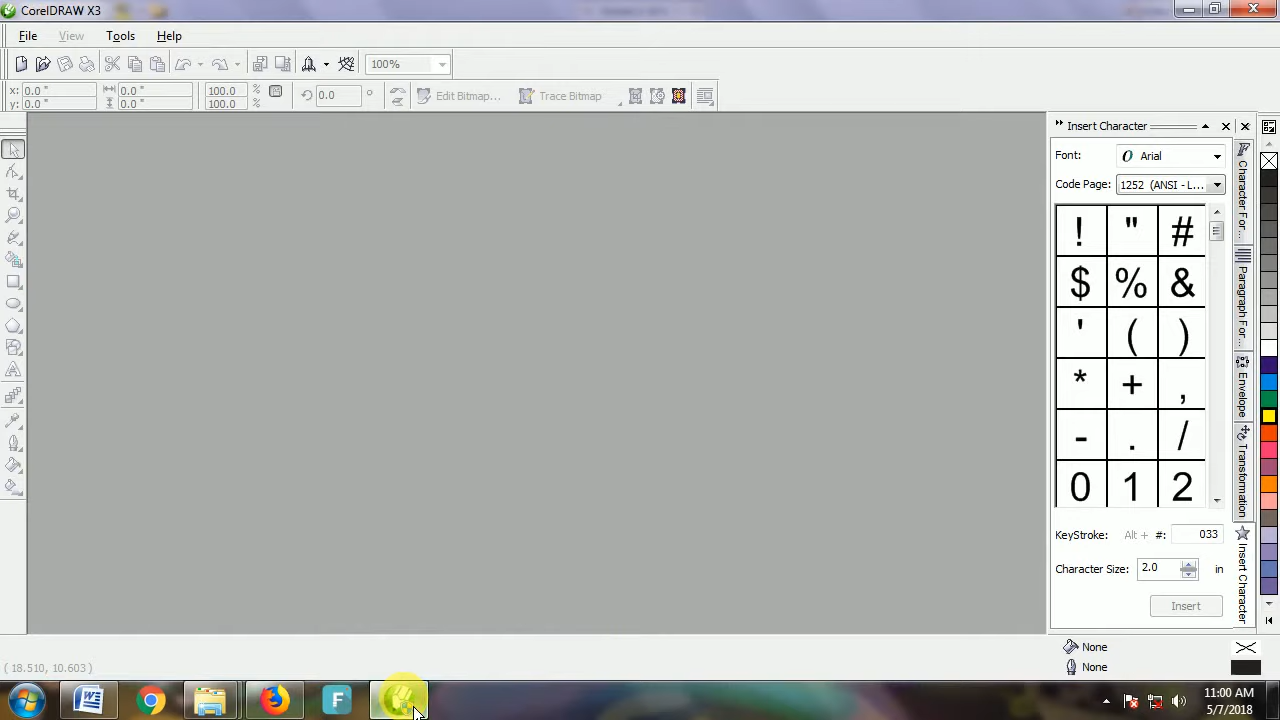 CorelDRAW X3
File View Tools Help
100%
x: 0.0 " 0.0 " 100.0 % 0.0 ° Edit Bitmap... Trace Bitmap
y: 0.0 " 0.0 " 100.0 %
Insert Character
Font: O Arial
Code Page: 1252 (ANSI - L...
! " #
$ % &
' ( )
* + ,
- . /
0 1 2
KeyStroke: Alt + #: 033
Character Size: 2.0 in
Insert
Character For...
Paragraph For...
Envelope
Transformation
Insert Character
None
( 18.510, 10.603 )
None
W F
11:00 AM
5/7/2018